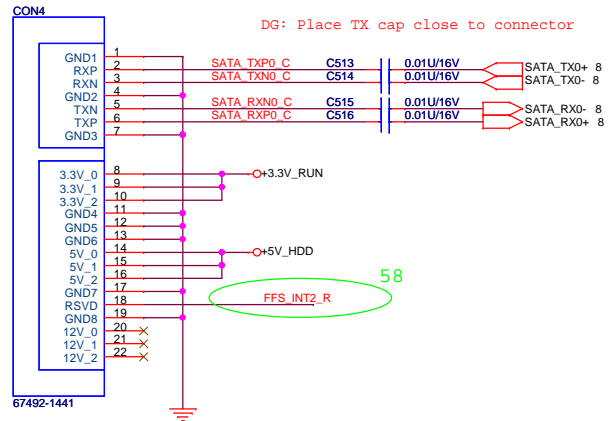 CON4
DG: Place TX cap close to connector
GND1 1
RXP 2 SATA_TXP0_C C513 0.01U/16V SATA_TX0+ 8
RXN 3 SATA_TXN0_C C514 0.01U/16V SATA_TX0- 8
GND2 4
TXN 5 SATA_RXN0_C C515 0.01U/16V SATA_RX0- 8
TXP 6 SATA_RXP0_C C516 0.01U/16V SATA_RX0+ 8
GND3 7
3.3V_0 8 +3.3V_RUN
3.3V_1 9
3.3V_2 10
GND4 11
GND5 12
GND6 13
5V_0 14 +5V_HDD
5V_1 15
5V_2 16
58
GND7 17
RSVD 18 FFS_INT2_R
GND8 19
12V_0 20
12V_1 21
12V_2 22
67492-1441